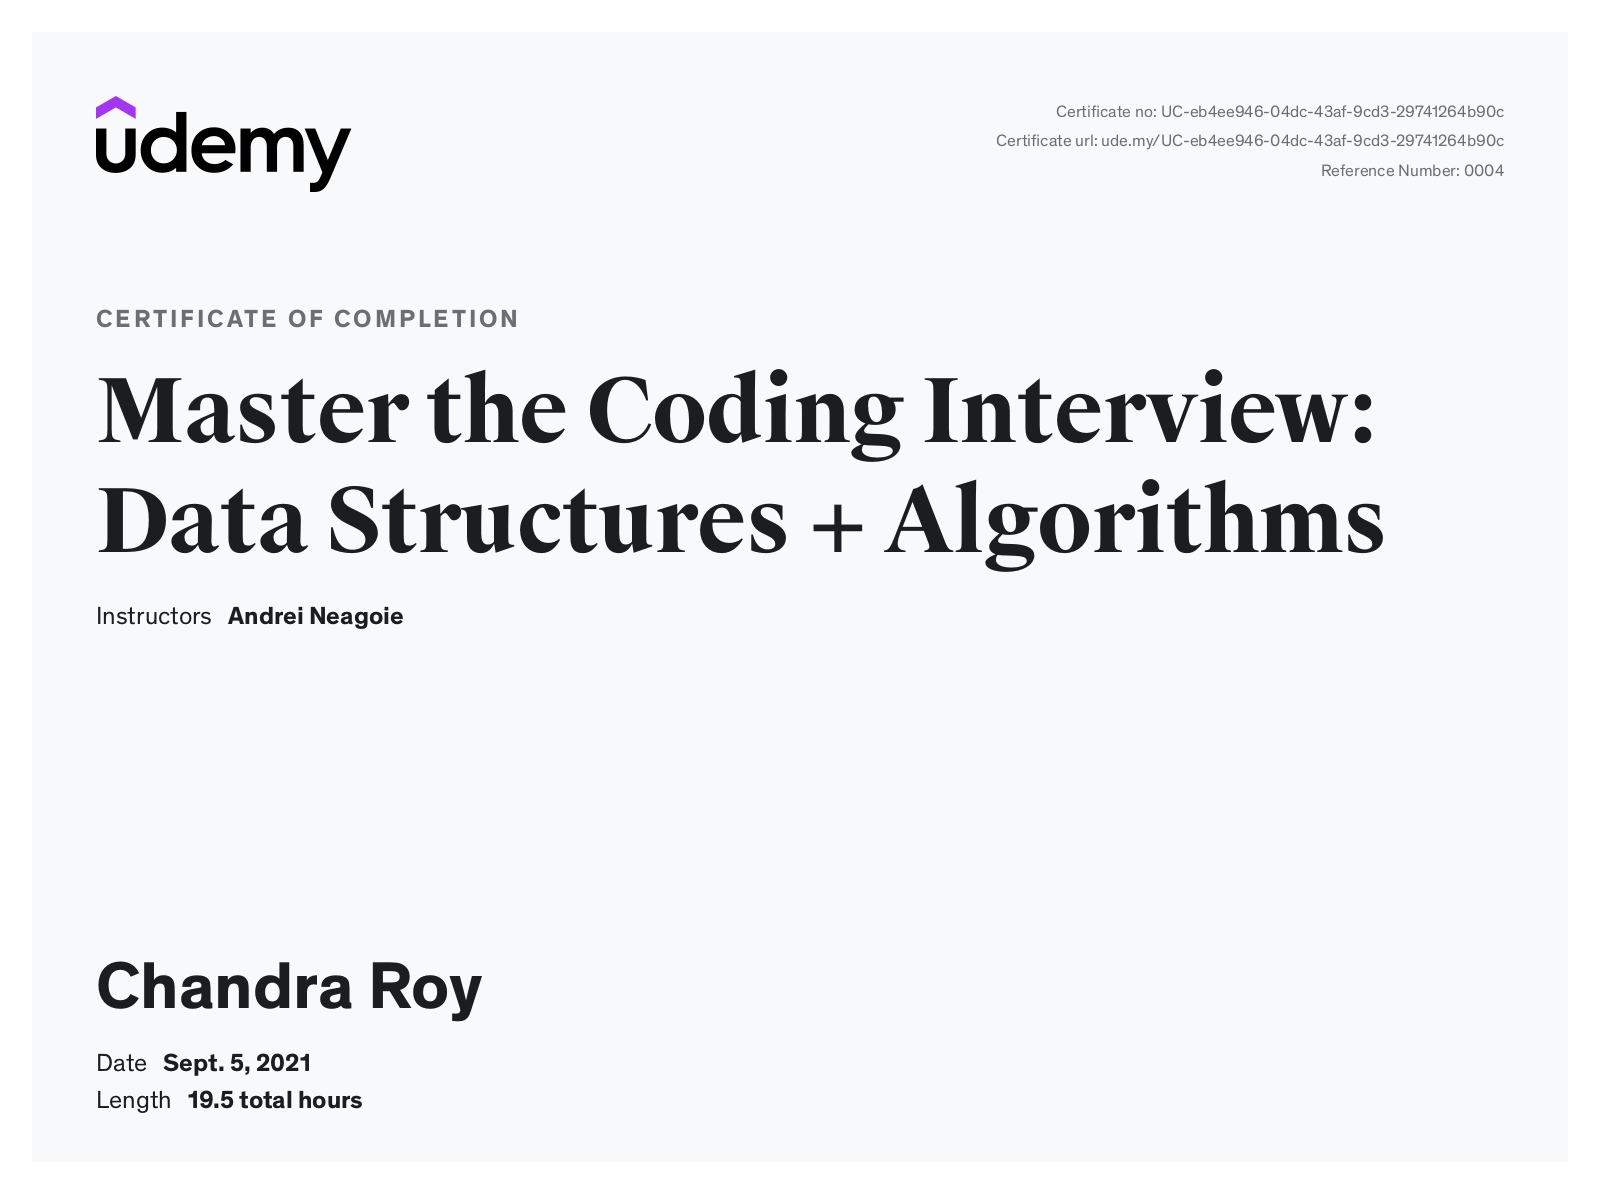 udemy
Certificate no: UC-eb4ee946-04dc-43af-9cd3-29741264b90c
Certificate url: ude.my/UC-eb4ee946-04dc-43af-9cd3-29741264b90c
Reference Number: 0004
CERTIFICATE OF COMPLETION
Master the Coding Interview:
Data Structures + Algorithms
Instructors Andrei Neagoie
Chandra Roy
Date Sept. 5, 2021
Length 19.5 total hours